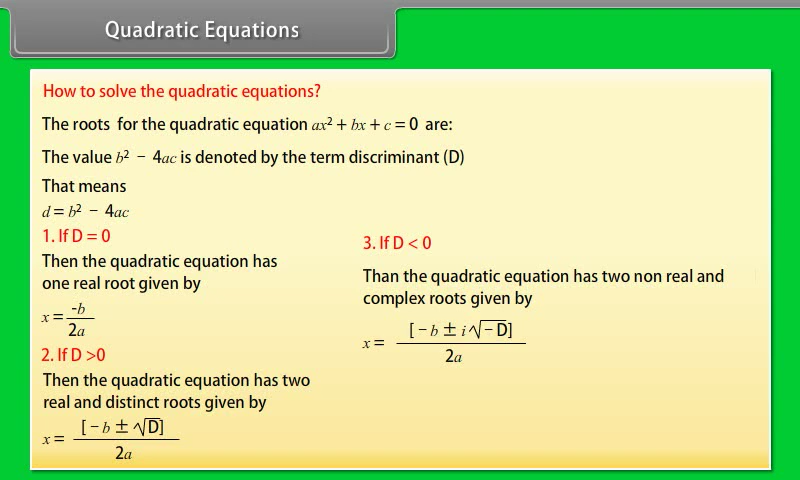 Quadratic Equations
How to solve the quadratic equations?
The roots for the quadratic equation ax² + bx + c = 0 are:
The value b² − 4ac is denoted by the term discriminant (D)
That means
d = b² − 4ac
1. If D = 0
Then the quadratic equation has
one real root given by
x = -b
2a
2. If D >0
Then the quadratic equation has two
real and distinct roots given by
x = [ − b ± √D]
2a
3. If D < 0
Than the quadratic equation has two non real and
complex roots given by
x = [ − b ± i√−D]
2a